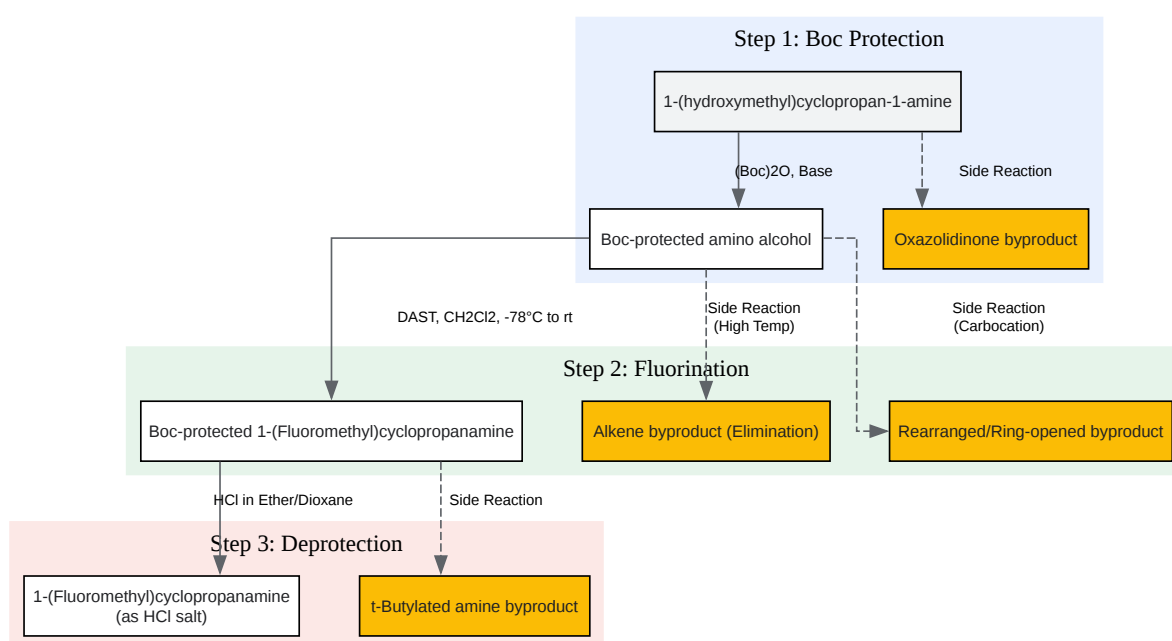 Step 1: Boc Protection
1-(hydroxymethyl)cyclopropan-1-amine
(Boc)2O, Base
Side Reaction
Boc-protected amino alcohol
Oxazolidinone byproduct
DAST, CH2Cl2, -78°C to rt
Side Reaction
(High Temp)
Side Reaction
(Carbocation)
Step 2: Fluorination
Boc-protected 1-(Fluoromethyl)cyclopropanamine
Alkene byproduct (Elimination)
Rearranged/Ring-opened byproduct
HCl in Ether/Dioxane
Side Reaction
Step 3: Deprotection
1-(Fluoromethyl)cyclopropanamine
(as HCl salt)
t-Butylated amine byproduct